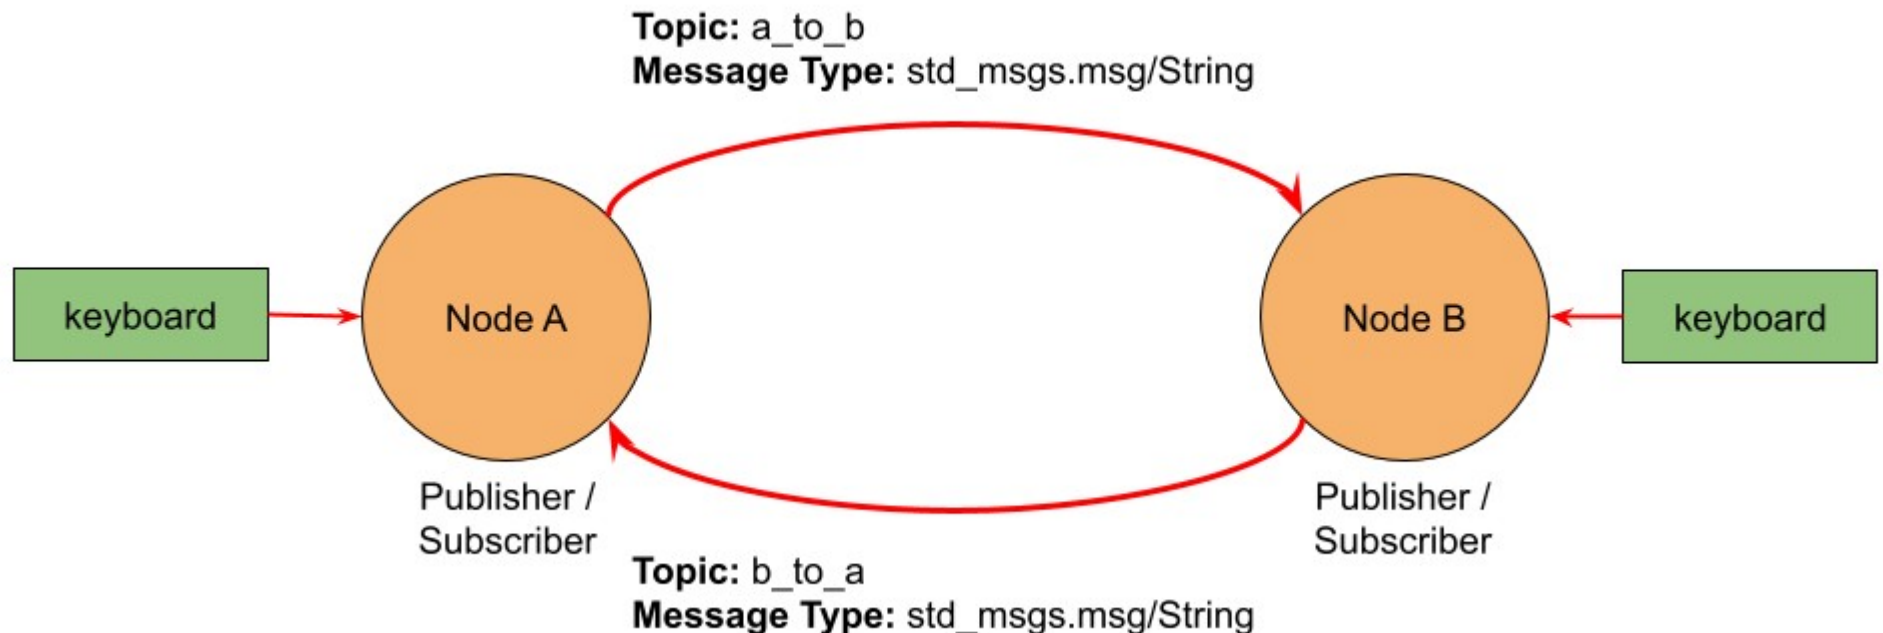 Topic: a_to_b
Message Type: std_msgs.msg/String
keyboard
Node A
Node B
keyboard
Publisher /
Subscriber
Publisher /
Subscriber
Topic: b_to_a
Message Type: std_msgs.msg/String